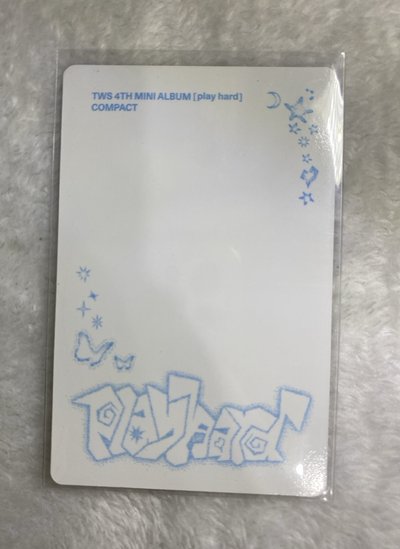 TWS 4TH MINI ALBUM [play hard]
COMPACT
play hard